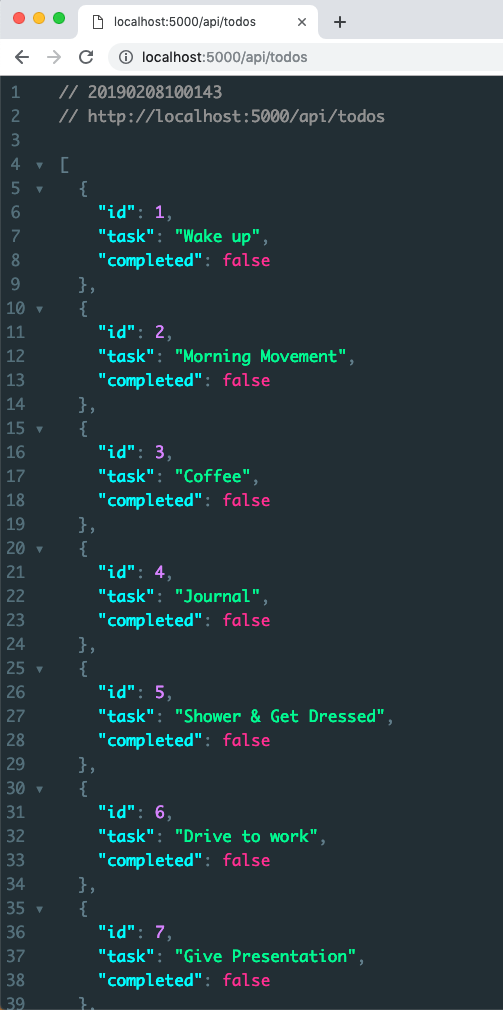 localhost:5000/api/todos
localhost:5000/api/todos
1 // 20190208100143
2 // http://localhost:5000/api/todos
3
4 [
5 {
6 "id": 1,
7 "task": "Wake up",
8 "completed": false
9 },
10 {
11 "id": 2,
12 "task": "Morning Movement",
13 "completed": false
14 },
15 {
16 "id": 3,
17 "task": "Coffee",
18 "completed": false
19 },
20 {
21 "id": 4,
22 "task": "Journal",
23 "completed": false
24 },
25 {
26 "id": 5,
27 "task": "Shower & Get Dressed",
28 "completed": false
29 },
30 {
31 "id": 6,
32 "task": "Drive to work",
33 "completed": false
34 },
35 {
36 "id": 7,
37 "task": "Give Presentation",
38 "completed": false
39 },